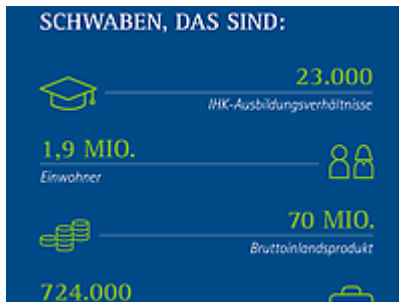 SCHWABEN, DAS SIND:
23.000
IHK-Ausbildungsverhältnisse
1,9 MIO.
Einwohner
70 MIO.
Bruttoinlandsprodukt
724.000